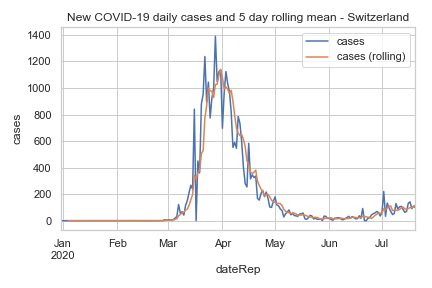 New COVID-19 daily cases and 5 day rolling mean - Switzerland
1400
1200
1000
800
600
400
200
0
cases
cases
cases (rolling)
Jan
2020
Feb
Mar
Apr
May
Jun
Jul
dateRep